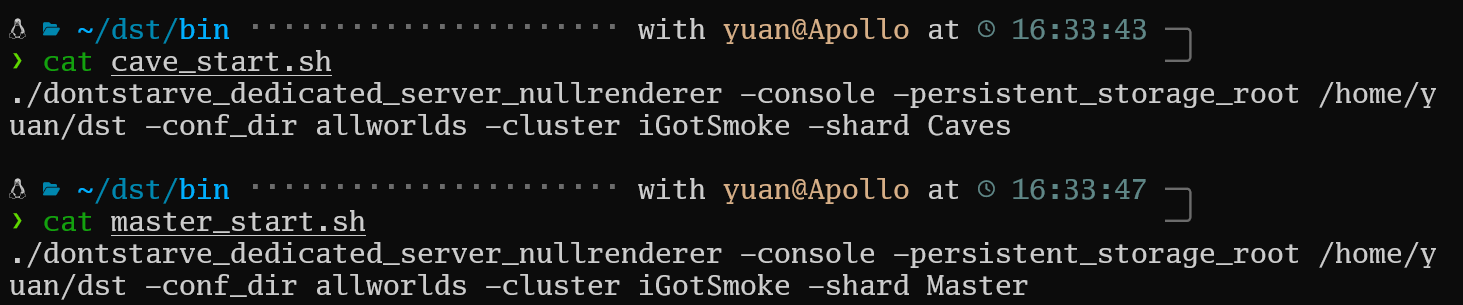 ~/dst/bin ······················ with yuan@Apollo at 16:33:43
❯ cat cave_start.sh
./dontstarve_dedicated_server_nullrenderer -console -persistent_storage_root /home/y
uan/dst -conf_dir allworlds -cluster iGotSmoke -shard Caves
~/dst/bin ······················ with yuan@Apollo at 16:33:47
❯ cat master_start.sh
./dontstarve_dedicated_server_nullrenderer -console -persistent_storage_root /home/y
uan/dst -conf_dir allworlds -cluster iGotSmoke -shard Master